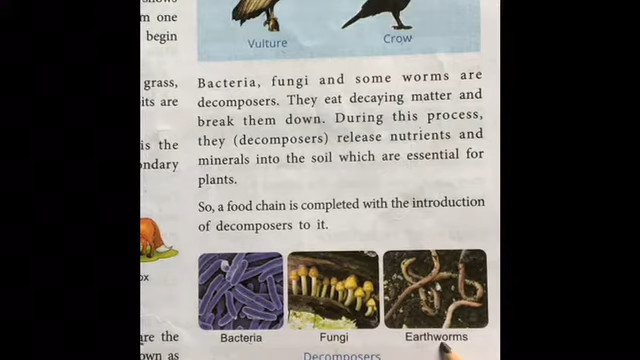 shows
m one
begin
grass,
its are
is the
ondary
ox
are the
own as
Vulture Crow
Bacteria, fungi and some worms are
decomposers. They eat decaying matter and
break them down. During this process,
they (decomposers) release nutrients and
minerals into the soil which are essential for
plants.
So, a food chain is completed with the introduction
of decomposers to it.
Bacteria Fungi Earthworms
Decomposers